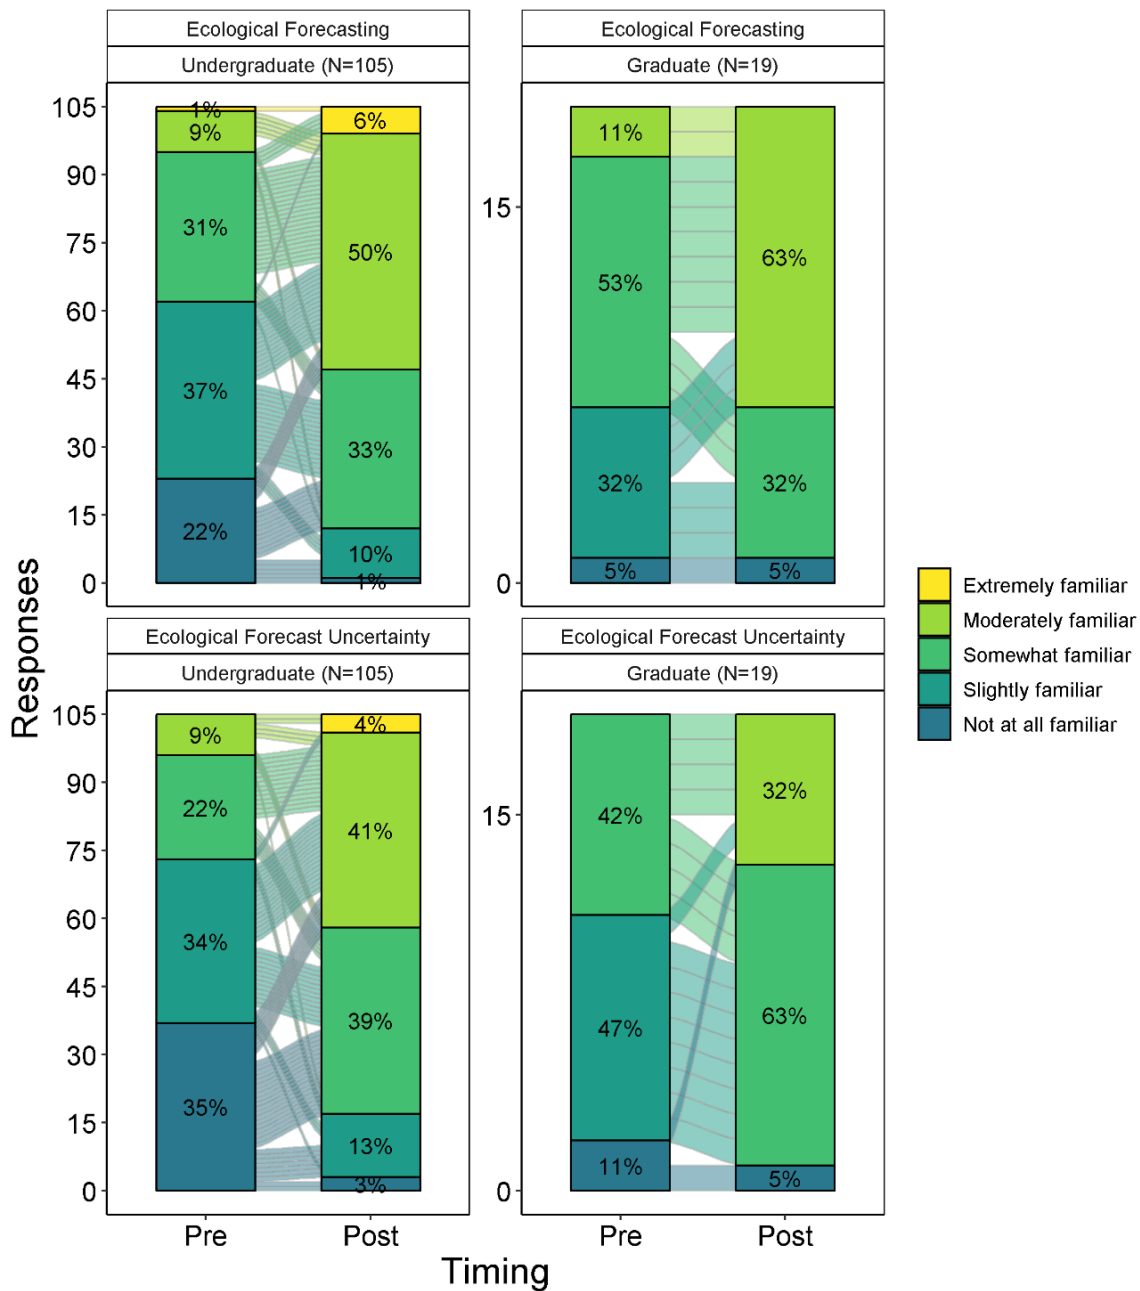 Ecological Forecasting
Undergraduate (N=105)
105
90
75
60
45
30
15
0
1%
9%
31%
37%
22%
6%
50%
33%
10%
1%
Ecological Forecasting
Graduate (N=19)
15
0
11%
53%
32%
5%
63%
32%
5%
Ecological Forecast Uncertainty
Undergraduate (N=105)
105
90
75
60
45
30
15
0
9%
22%
34%
35%
4%
41%
39%
13%
3%
Pre
Post
Ecological Forecast Uncertainty
Graduate (N=19)
15
0
42%
47%
11%
32%
63%
5%
Pre
Post
Responses
Timing
Extremely familiar
Moderately familiar
Somewhat familiar
Slightly familiar
Not at all familiar